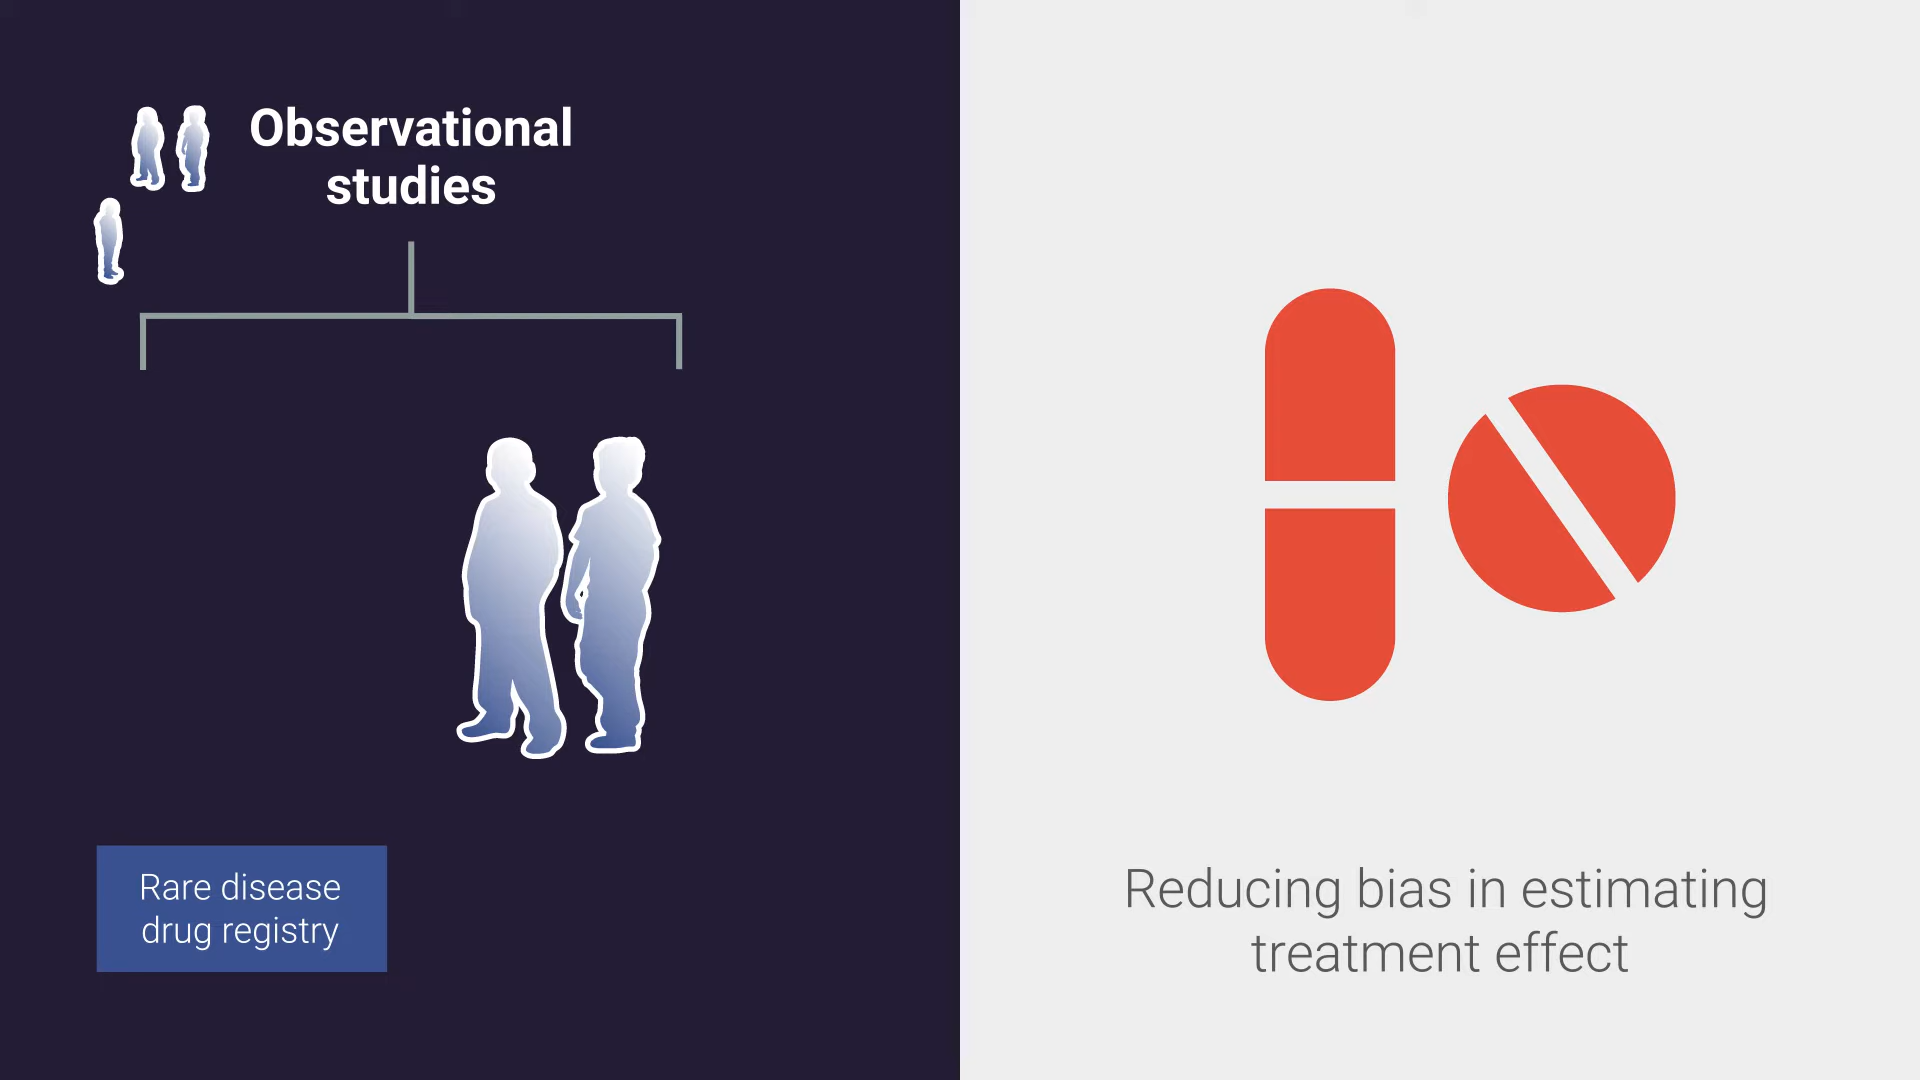 Observational
studies
Rare disease
drug registry
Reducing bias in estimating
treatment effect